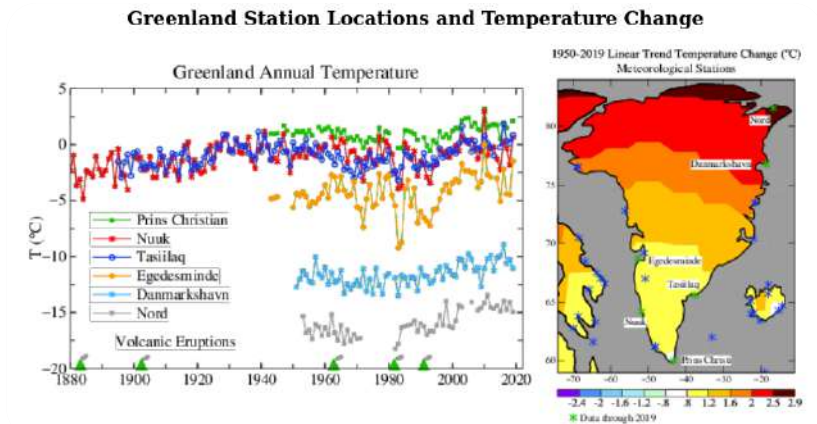 Greenland Station Locations and Temperature Change
Greenland Annual Temperature
5
0
−5
−10
−15
−20
T (°C)
Prins Christian
Nuuk
Tasiilaq
Egedesminde
Danmarkshavn
Nord
Volcanic Eruptions
1880 1900 1920 1940 1960 1980 2000 2020
1950-2019 Linear Trend Temperature Change (°C)
Meteorological Stations
80
75
70
65
60
Nord
Danmarkshavn
Egedesminde
Tasiilaq
Nuuk
Prins Christi
−70 −60 −50 −40 −30 −20
-2.4 -2 -1.6 -1.2 -.8 .8 1.2 1.6 2 2.5 2.9
Data through 2019